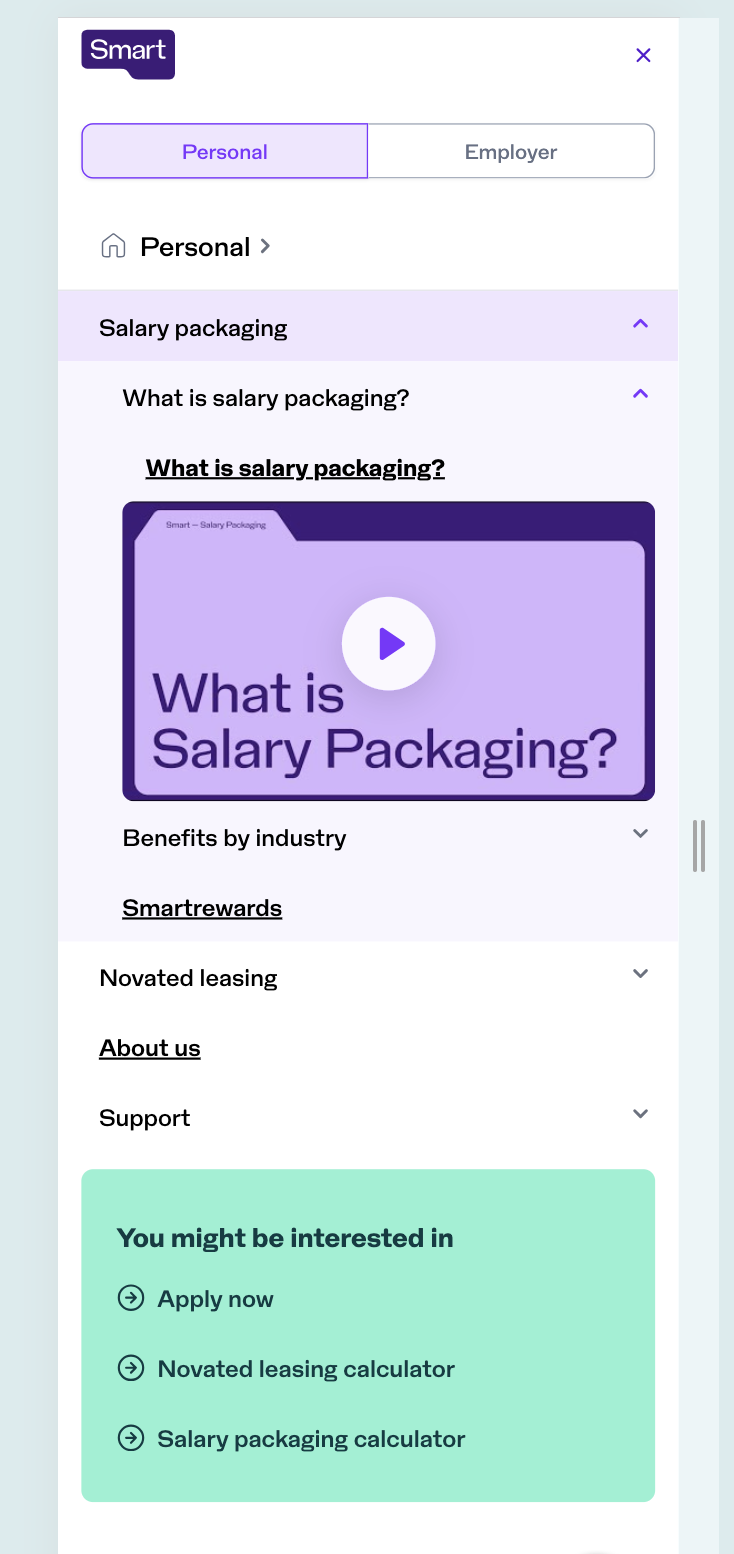 Smart
Personal
Employer
Personal
Salary packaging
What is salary packaging?
What is salary packaging?
Smart — Salary Packaging
What is
Salary Packaging?
Benefits by industry
Smartrewards
Novated leasing
About us
Support
You might be interested in
Apply now
Novated leasing calculator
Salary packaging calculator